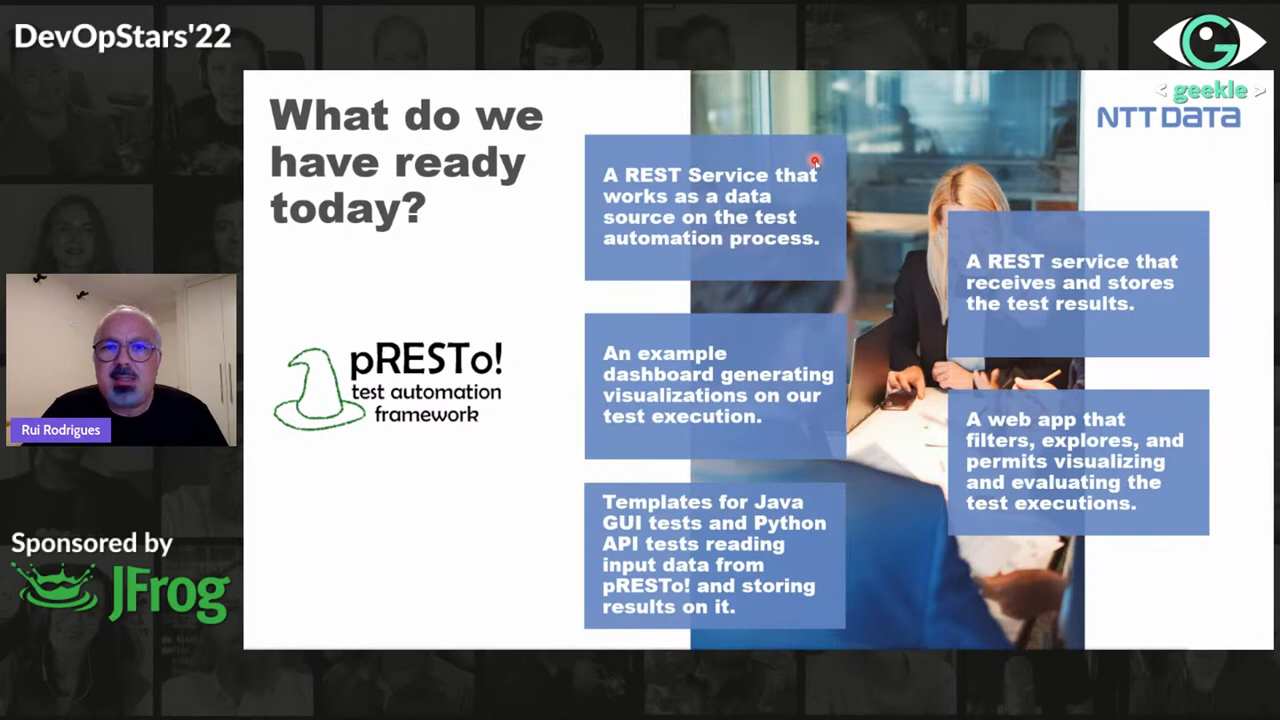 DevOpStars'22
< geekle >
NTT DATA
What do we
have ready
today?
A REST Service that
works as a data
source on the test
automation process.
A REST service that
receives and stores
the test results.
pRESTo!
test automation
framework
An example
dashboard generating
visualizations on our
test execution.
A web app that
filters, explores, and
permits visualizing
and evaluating the
test executions.
Templates for Java
GUI tests and Python
API tests reading
input data from
pRESTo! and storing
results on it.
Rui Rodrigues
Sponsored by
JFrog